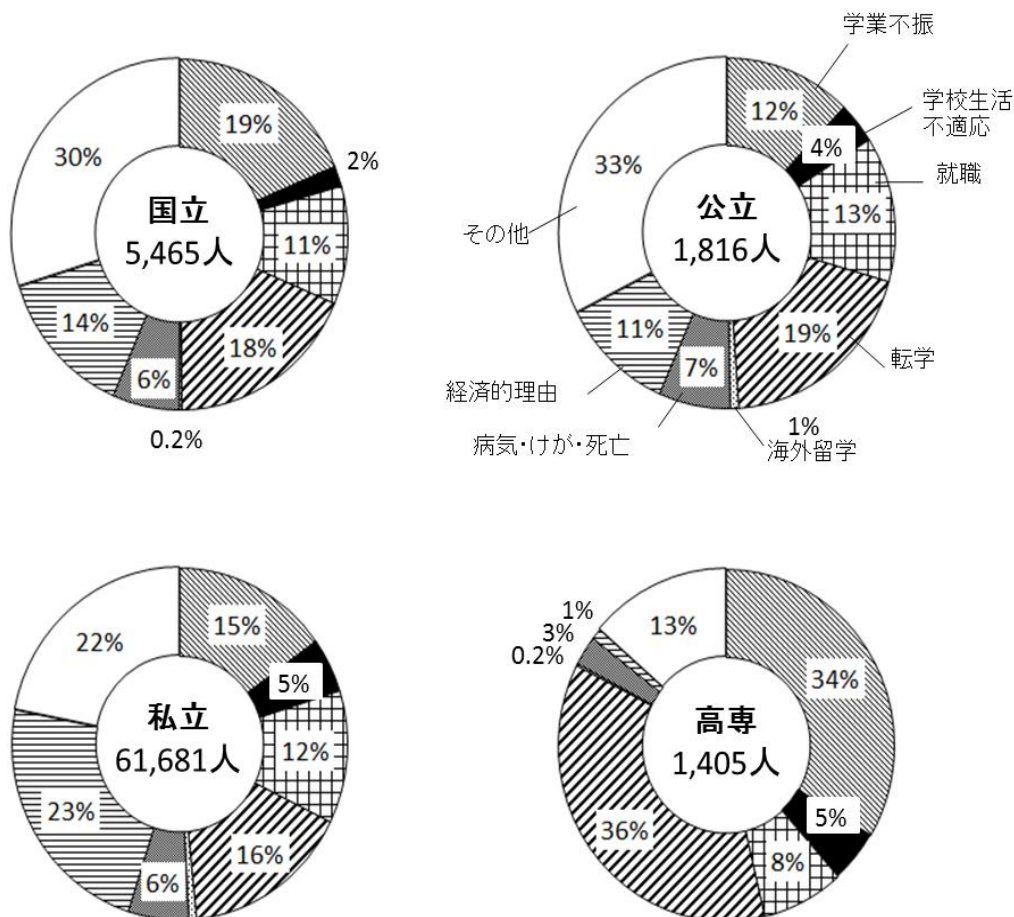 19%
2%
30%
国立
5,465人
11%
14%
18%
6%
0.2%
学業不振
学校生活
不適応
12%
4%
就職
33%
公立
1,816人
13%
その他
11%
19%
7%
転学
経済的理由
1%
病気・けが・死亡
海外留学
15%
22%
5%
私立
61,681人
12%
23%
16%
6%
1%
3%
0.2%
13%
34%
高専
1,405人
5%
36%
8%